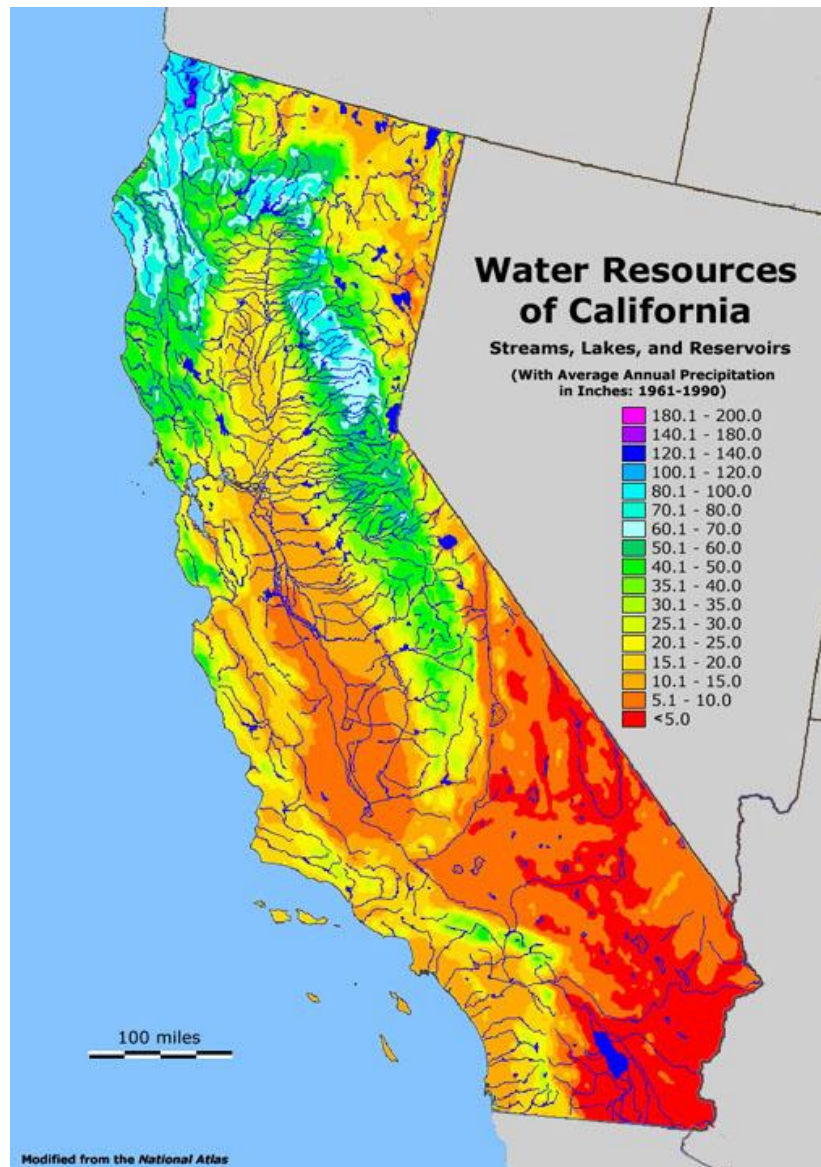 Water Resources
of California
Streams, Lakes, and Reservoirs
(With Average Annual Precipitation
in Inches: 1961-1990)
180.1 - 200.0
140.1 - 180.0
120.1 - 140.0
100.1 - 120.0
80.1 - 100.0
70.1 - 80.0
60.1 - 70.0
50.1 - 60.0
40.1 - 50.0
35.1 - 40.0
30.1 - 35.0
25.1 - 30.0
20.1 - 25.0
15.1 - 20.0
10.1 - 15.0
5.1 - 10.0
<5.0
100 miles
Modified from the National Atlas